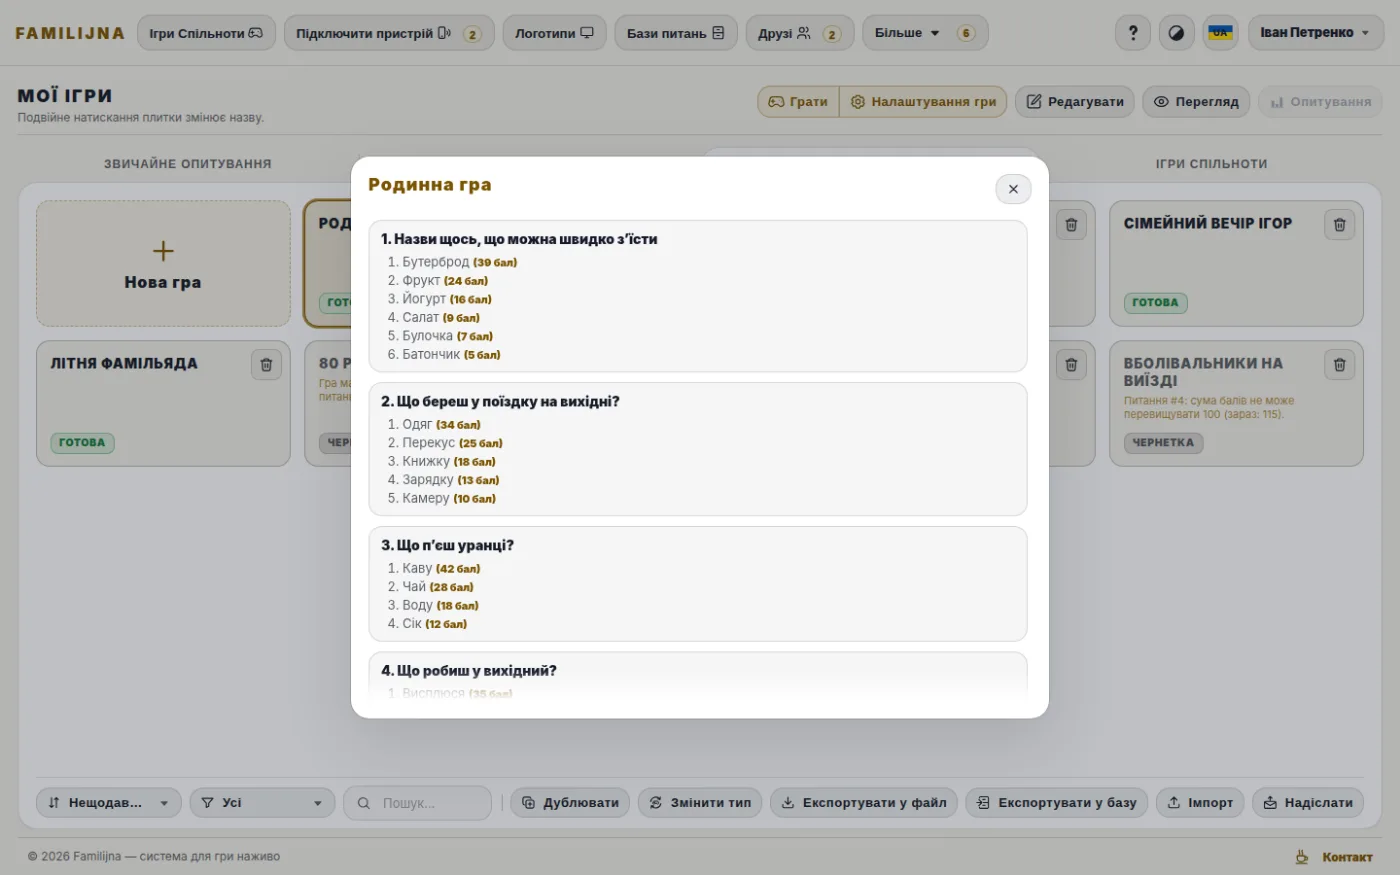 FAMILIJNA
Ігри Спільноти
Підключити пристрій 2
Логотипи
Бази питань
Друзі 2
Більше 6
?
UA
Іван Петренко
МОЇ ІГРИ
Подвійне натискання плитки змінює назву.
Грати
Налаштування гри
Редагувати
Перегляд
Опитування
ЗВИЧАЙНЕ ОПИТУВАННЯ
ІГРИ СПІЛЬНОТИ
Нова гра
СІМЕЙНИЙ ВЕЧІР ІГОР
ГОТОВА
ЛІТНЯ ФАМІЛЬЯДА
ГОТОВА
ВБОЛІВАЛЬНИКИ НА
ВИЇЗДІ
Питання #4: сума балів не може
перевищувати 100 (зараз: 115).
ЧЕРНЕТКА
Родинна гра
1. Назви щось, що можна швидко з’їсти
1. Бутерброд (39 бал)
2. Фрукт (24 бал)
3. Йогурт (16 бал)
4. Салат (9 бал)
5. Булочка (7 бал)
6. Батончик (5 бал)
2. Що береш у поїздку на вихідні?
1. Одяг (34 бал)
2. Перекус (25 бал)
3. Книжку (18 бал)
4. Зарядку (13 бал)
5. Камеру (10 бал)
3. Що п’єш уранці?
1. Каву (42 бал)
2. Чай (28 бал)
3. Воду (18 бал)
4. Сік (12 бал)
4. Що робиш у вихідний?
1. Висплюся (35 бал)
Нещодав...
Усі
Пошук...
Дублювати
Змінити тип
Експортувати у файл
Експортувати у базу
Імпорт
Надіслати
© 2026 Familijna — система для гри наживо
Контакт